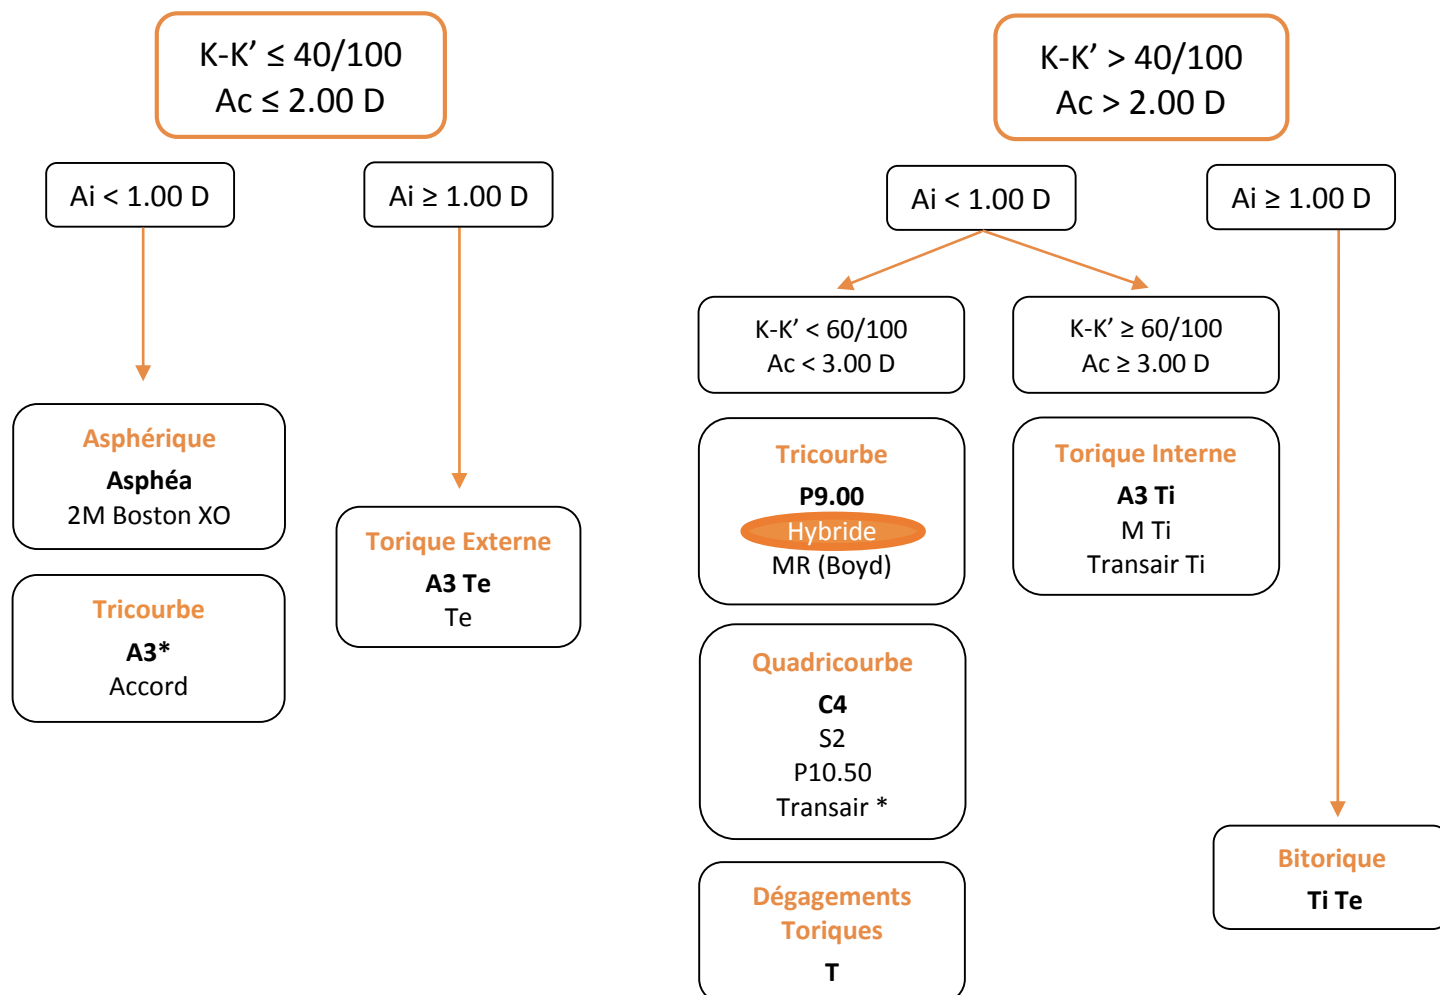 K-K’ ≤ 40/100
Ac ≤ 2.00 D
Ai < 1.00 D
Ai ≥ 1.00 D
Asphérique
Asphéa
2M Boston XO
Tricourbe
A3*
Accord
Torique Externe
A3 Te
Te
K-K’ > 40/100
Ac > 2.00 D
Ai < 1.00 D
Ai ≥ 1.00 D
K-K’ < 60/100
Ac < 3.00 D
K-K’ ≥ 60/100
Ac ≥ 3.00 D
Tricourbe
P9.00
Hybride
MR (Boyd)
Quadricourbe
C4
S2
P10.50
Transair *
Dégagements
Toriques
T
Torique Interne
A3 Ti
M Ti
Transair Ti
Bitorique
Ti Te